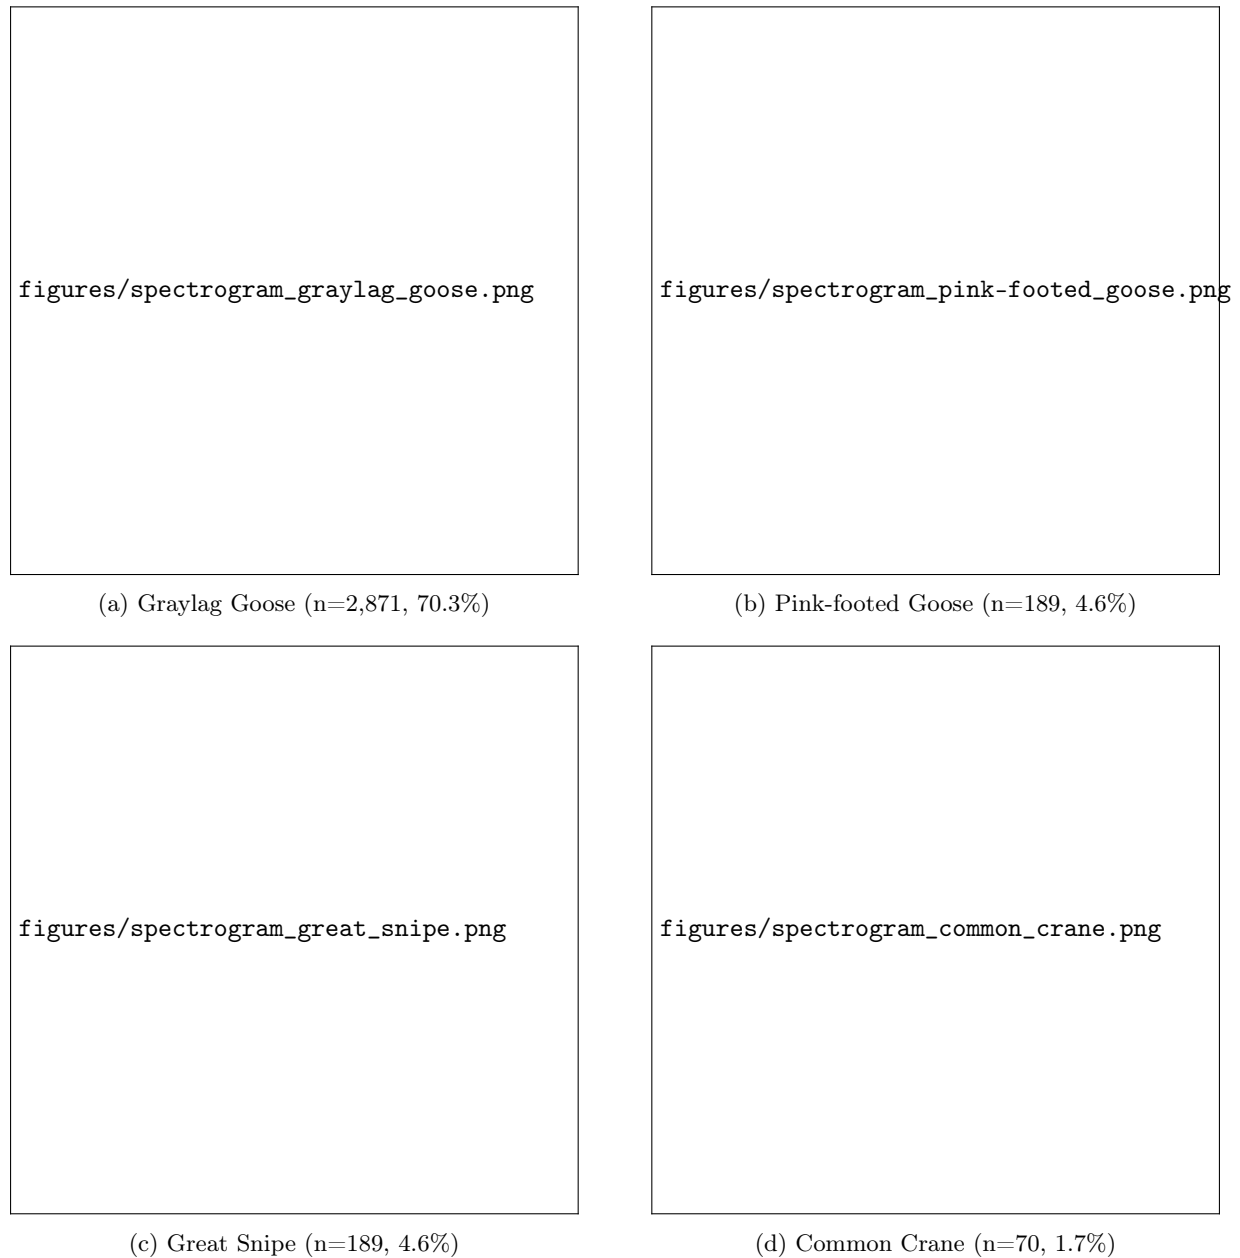 figures/spectrogram_graylag_goose.png
figures/spectrogram_pink-footed_goose.png
(a) Graylag Goose (n=2,871, 70.3%)
(b) Pink-footed Goose (n=189, 4.6%)
figures/spectrogram_great_snipe.png
figures/spectrogram_common_crane.png
(c) Great Snipe (n=189, 4.6%)
(d) Common Crane (n=70, 1.7%)